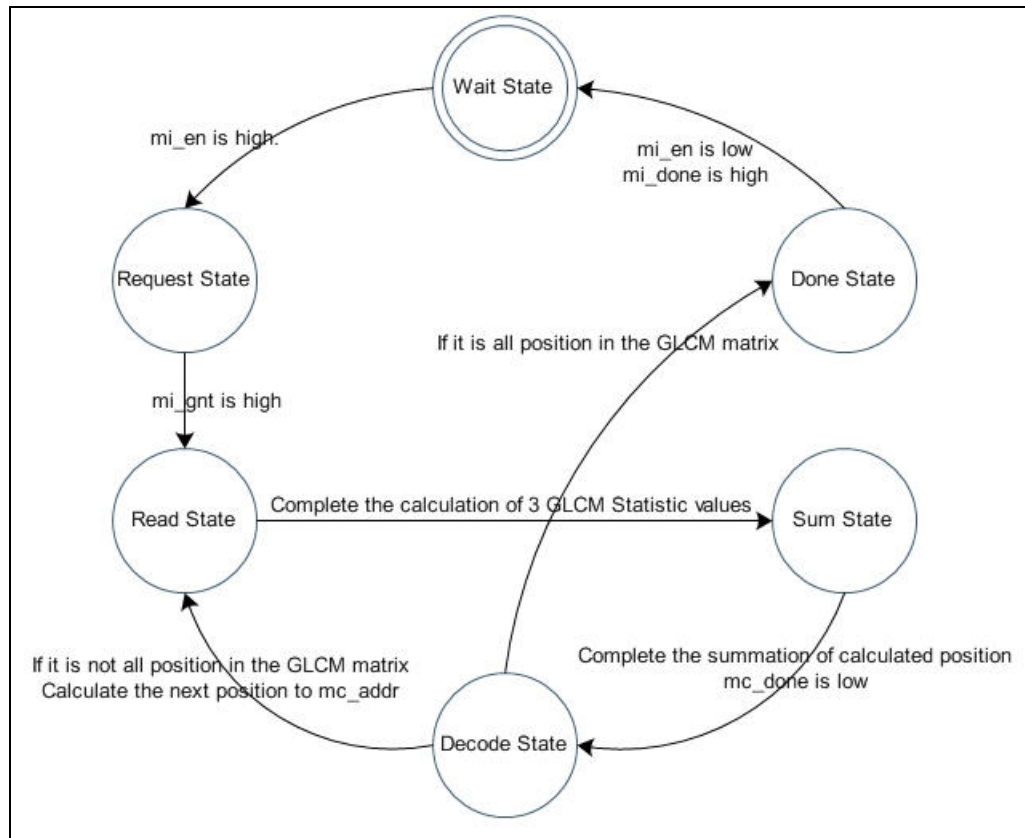 Wait State
mi_en is high.
mi_en is low
mi_done is high
Request State
Done State
If it is all position in the GLCM matrix
mi_gnt is high
Read State
Complete the calculation of 3 GLCM Statistic values
Sum State
If it is not all position in the GLCM matrix
Calculate the next position to mc_addr
Complete the summation of calculated position
mc_done is low
Decode State